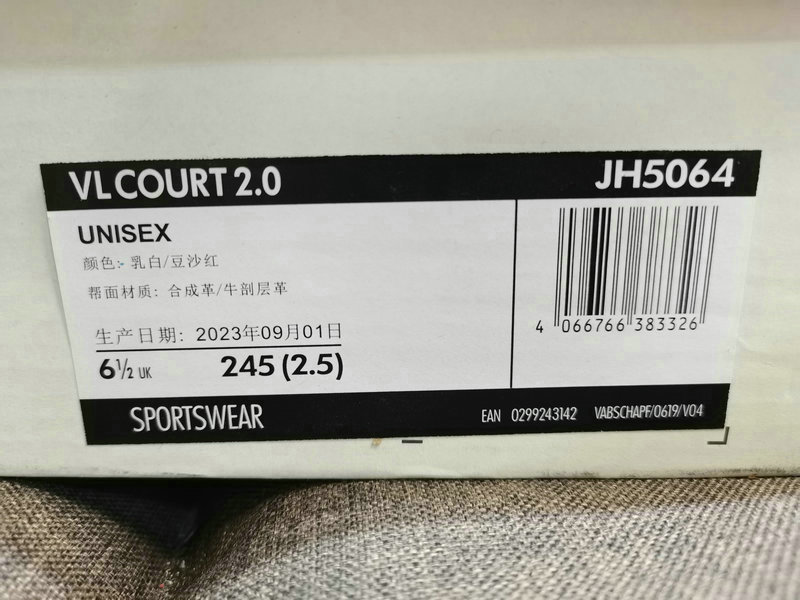 VL COURT 2.0
JH5064
UNISEX
颜色:- 乳白/豆沙红
帮面材质: 合成革/牛剖层革
生产日期: 2023年09月01日
6½ UK 245 (2.5)
4 066766 383326
SPORTSWEAR
EAN 0299243142 VABSCHAPF/0619/V04